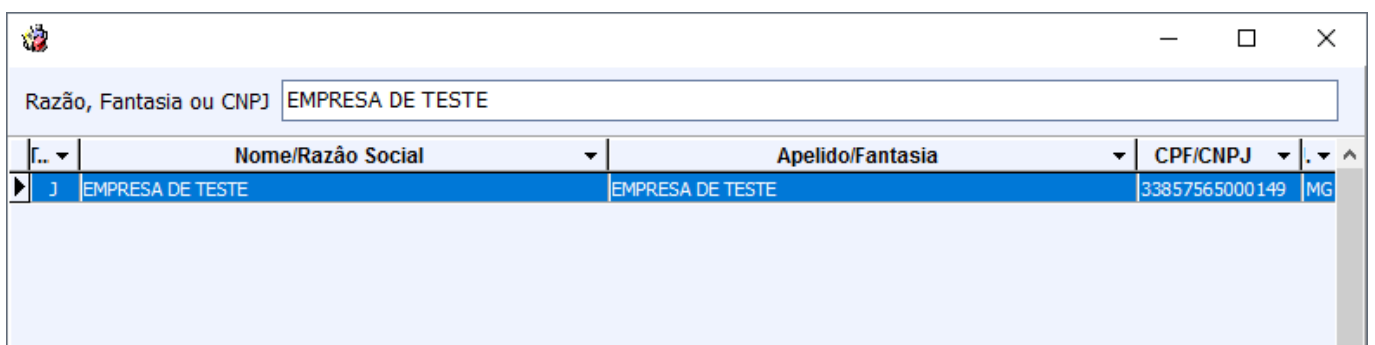 Razão, Fantasia ou CNPJ EMPRESA DE TESTE
T... Nome/Razâo Social Apelido/Fantasia CPF/CNPJ
J EMPRESA DE TESTE EMPRESA DE TESTE 33857565000149 MG